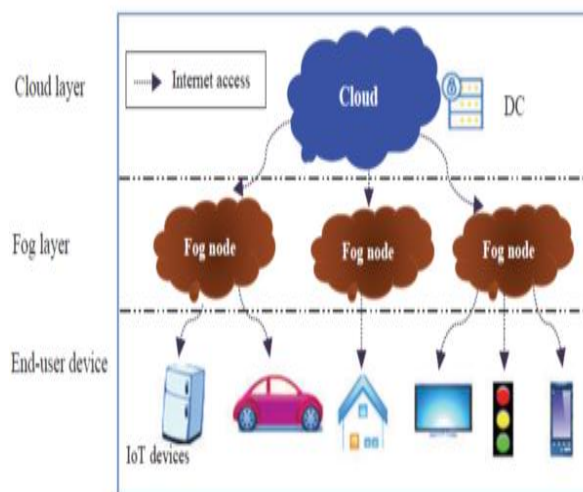 Cloud layer
Internet access
Cloud
DC
Fog layer
Fog node
Fog node
Fog node
End-user device
IoT devices